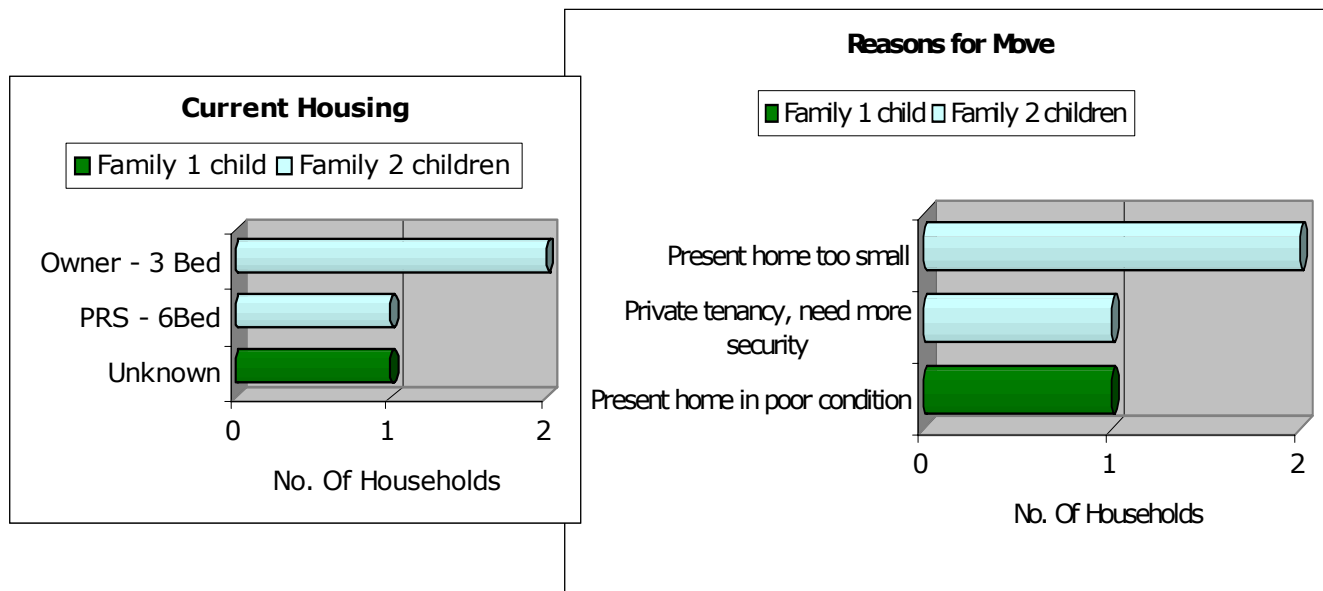 Current Housing
Family 1 child Family 2 children
Owner - 3 Bed
PRS - 6Bed
Unknown
0 1 2
No. Of Households
Reasons for Move
Family 1 child Family 2 children
Present home too small
Private tenancy, need more
security
Present home in poor condition
0 1 2
No. Of Households